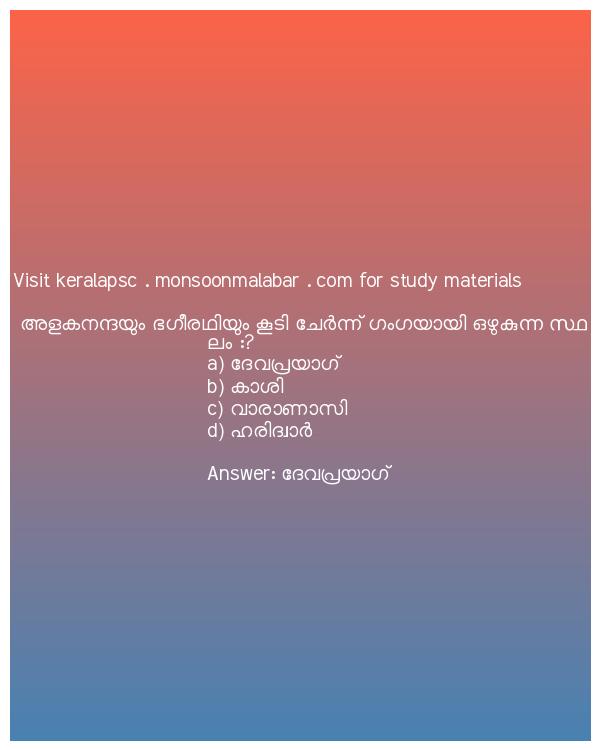 Visit keralapsc . monsoonmalabar . com for study materials
അളകനന്ദയും ഭഗീരഥിയും കൂടി ചേർന്ന് ഗംഗയായി ഒഴുകുന്ന സ്ഥ
ലം :?
a) ദേവപ്രയാഗ്
b) കാശി
c) വാരാണാസി
d) ഹരിദ്വാർ
Answer: ദേവപ്രയാഗ്